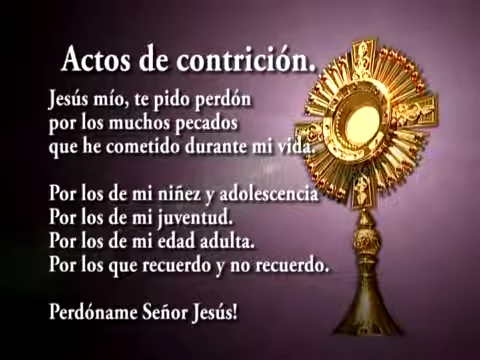 Actos de contrición.
Jesús mío, te pido perdón
por los muchos pecados
que he cometido durante mi vida.
Por los de mi niñez y adolescencia
Por los de mi juventud.
Por los de mi edad adulta.
Por los que recuerdo y no recuerdo.
Perdóname Señor Jesús!